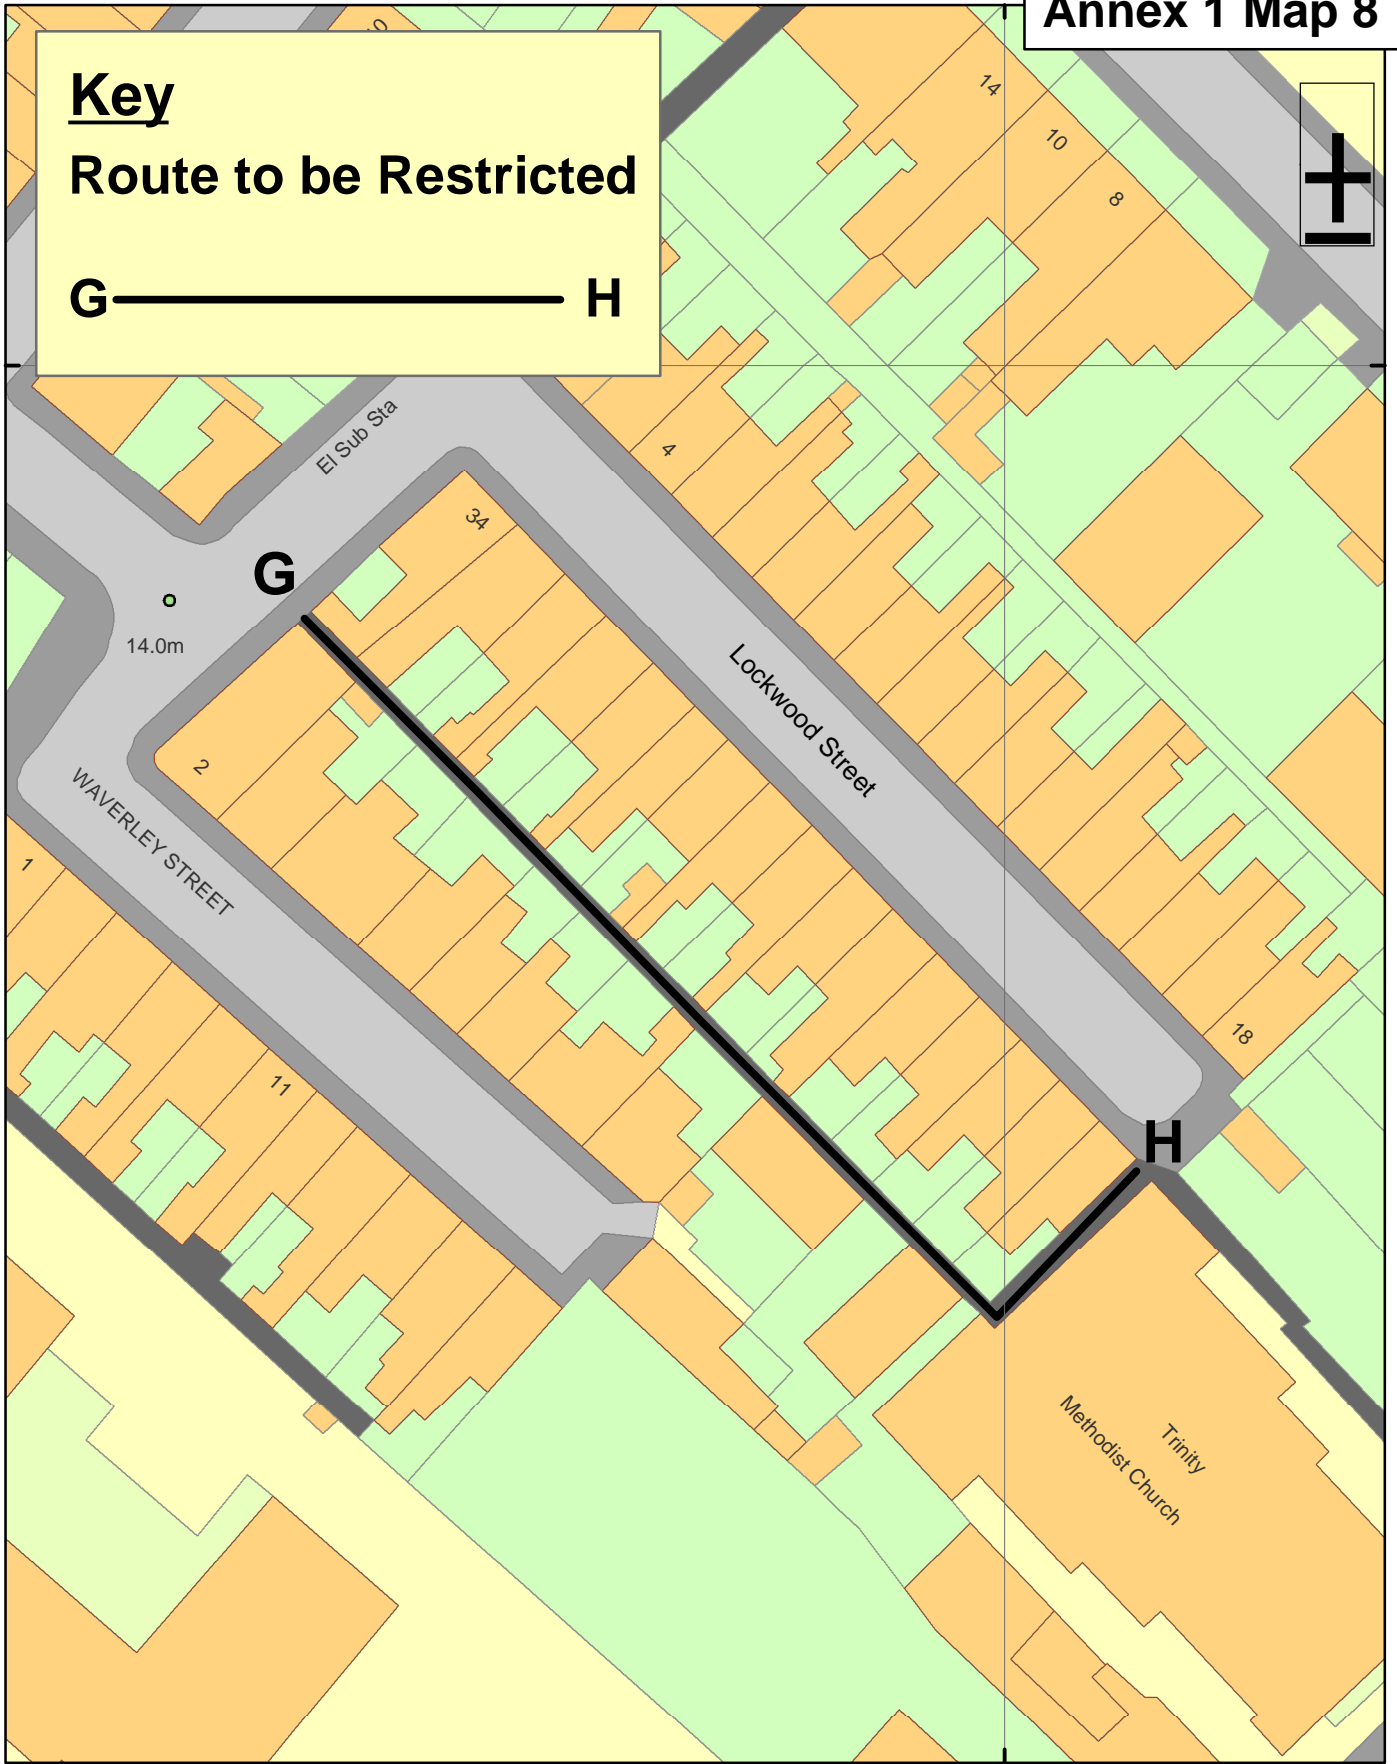 Annex 1 Map 8
Key
Route to be Restricted
G H
14
10
8
El Sub Sta
4
34
G
14.0m
Lockwood Street
2
WAVERLEY STREET
1
11
18
H
Trinity
Methodist Church